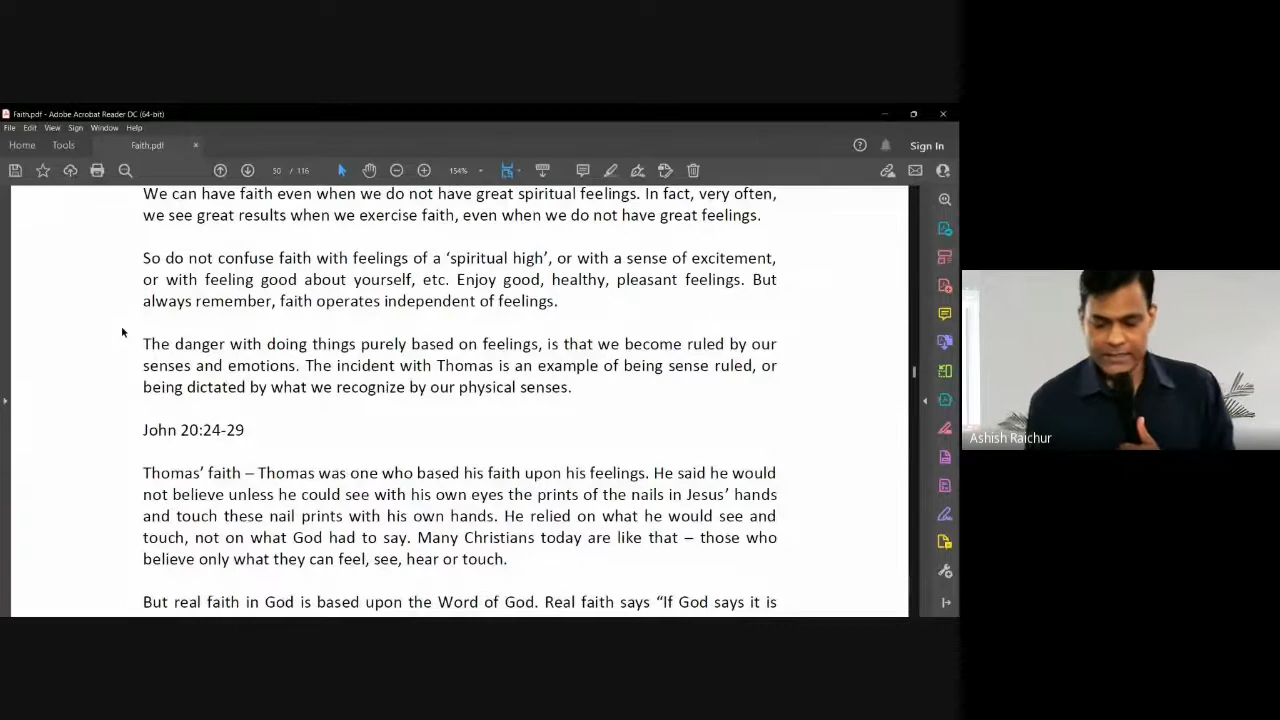 Faith.pdf - Adobe Acrobat Reader DC (64-bit)
File Edit View Sign Window Help
Home Tools Faith.pdf × Sign In
50 / 116 154%
We can have faith even when we do not have great spiritual feelings. In fact, very often,
we see great results when we exercise faith, even when we do not have great feelings.
So do not confuse faith with feelings of a ‘spiritual high’, or with a sense of excitement,
or with feeling good about yourself, etc. Enjoy good, healthy, pleasant feelings. But
always remember, faith operates independent of feelings.
The danger with doing things purely based on feelings, is that we become ruled by our
senses and emotions. The incident with Thomas is an example of being sense ruled, or
being dictated by what we recognize by our physical senses.
John 20:24-29
Thomas’ faith – Thomas was one who based his faith upon his feelings. He said he would
not believe unless he could see with his own eyes the prints of the nails in Jesus’ hands
and touch these nail prints with his own hands. He relied on what he would see and
touch, not on what God had to say. Many Christians today are like that – those who
believe only what they can feel, see, hear or touch.
But real faith in God is based upon the Word of God. Real faith says “If God says it is
Ashish Raichur